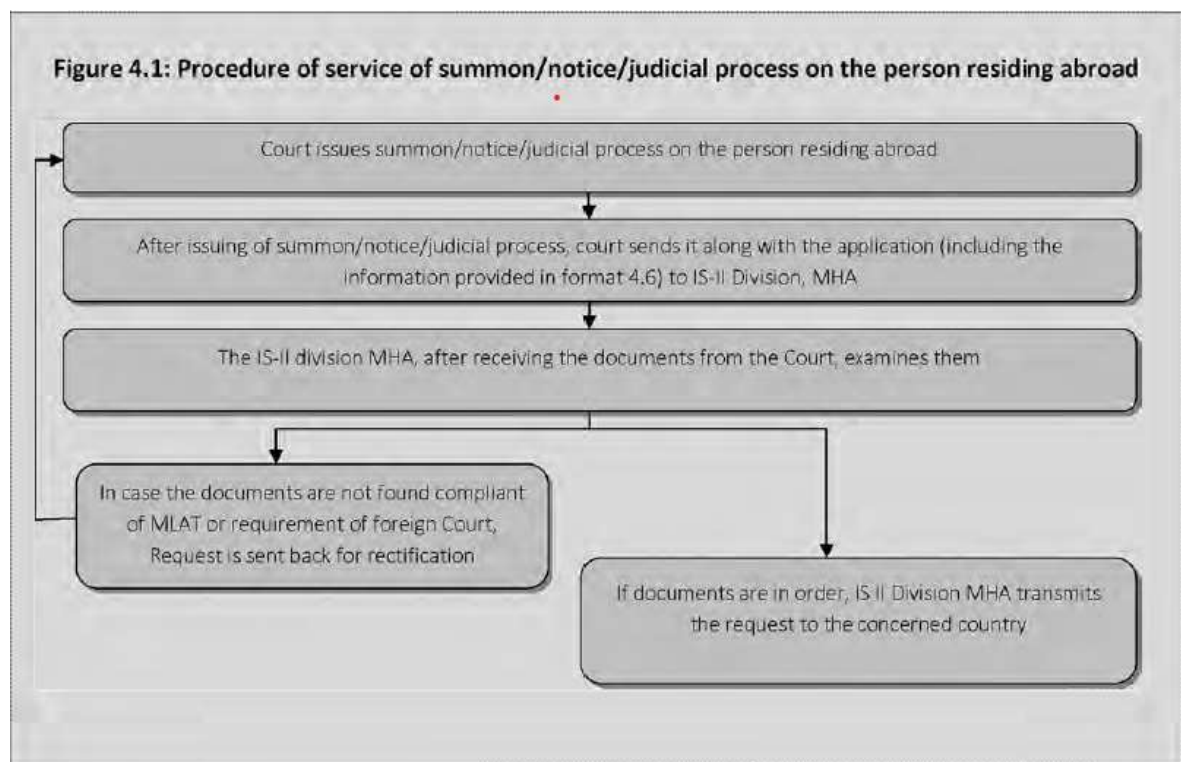 Figure 4.1: Procedure of service of summon/notice/judicial process on the person residing abroad
Court issues summon/notice/judicial process on the person residing abroad
After issuing of summon/notice/judicial process, court sends it along with the application (including the
information provided in format 4.6) to IS-II Division, MHA
The IS-II division MHA, after receiving the documents from the Court, examines them
In case the documents are not found compliant
of MLAT or requirement of foreign Court,
Request is sent back for rectification
If documents are in order, IS II Division MHA transmits
the request to the concerned country